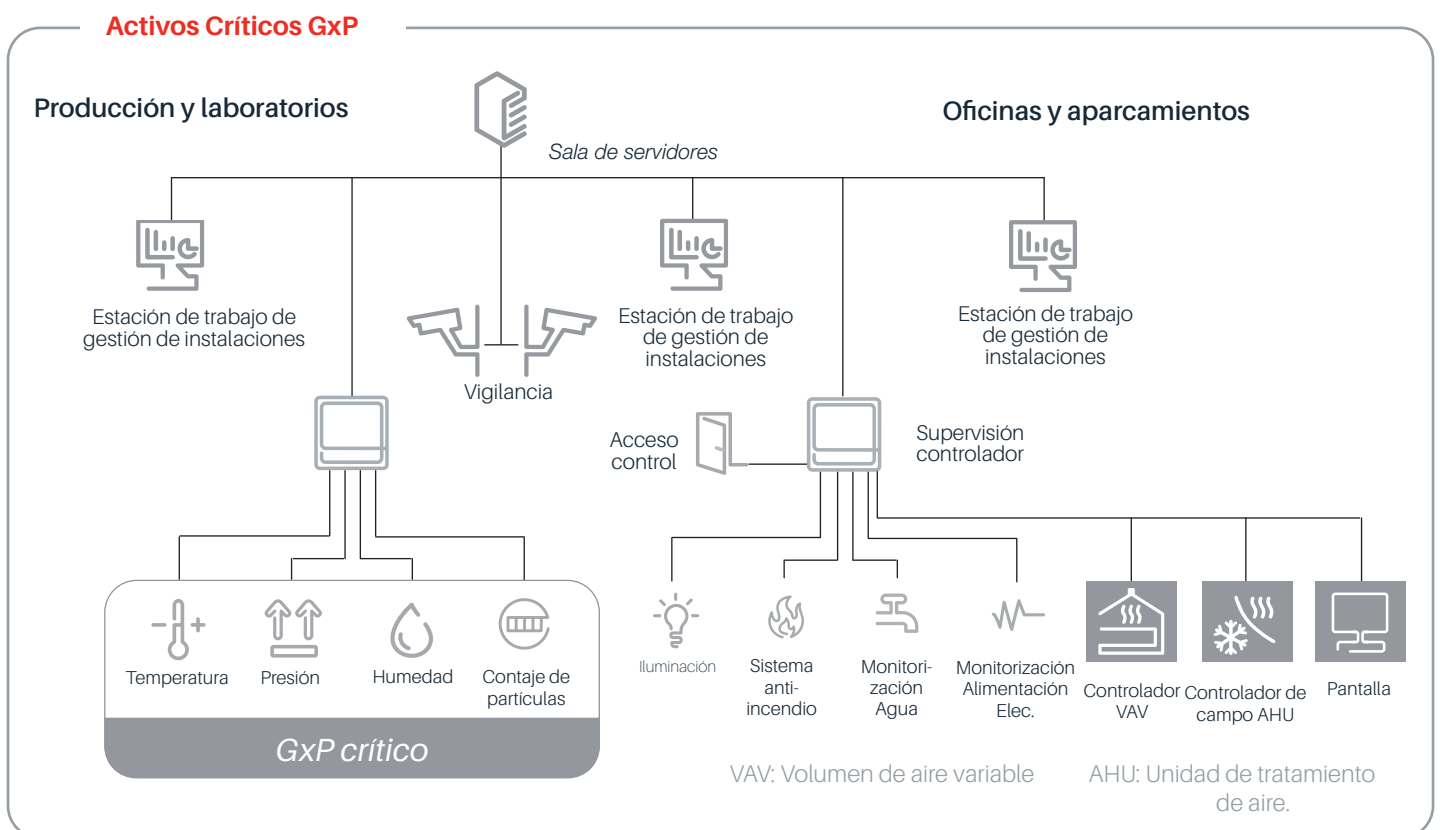 Activos Críticos GxP
Producción y laboratorios
Oficinas y aparcamientos
Sala de servidores
Estación de trabajo de
gestión de instalaciones
Vigilancia
Estación de trabajo
de gestión de
instalaciones
Estación de trabajo
de gestión de
instalaciones
Acceso
control
Supervisión
controlador
Temperatura
Presión
Humedad
Contaje de
partículas
GxP crítico
Iluminación
Sistema
anti-
incendio
Monitori-
zación
Agua
Monitorización
Alimentación
Elec.
Controlador
VAV
Controlador de
campo AHU
Pantalla
VAV: Volumen de aire variable
AHU: Unidad de tratamiento
de aire.